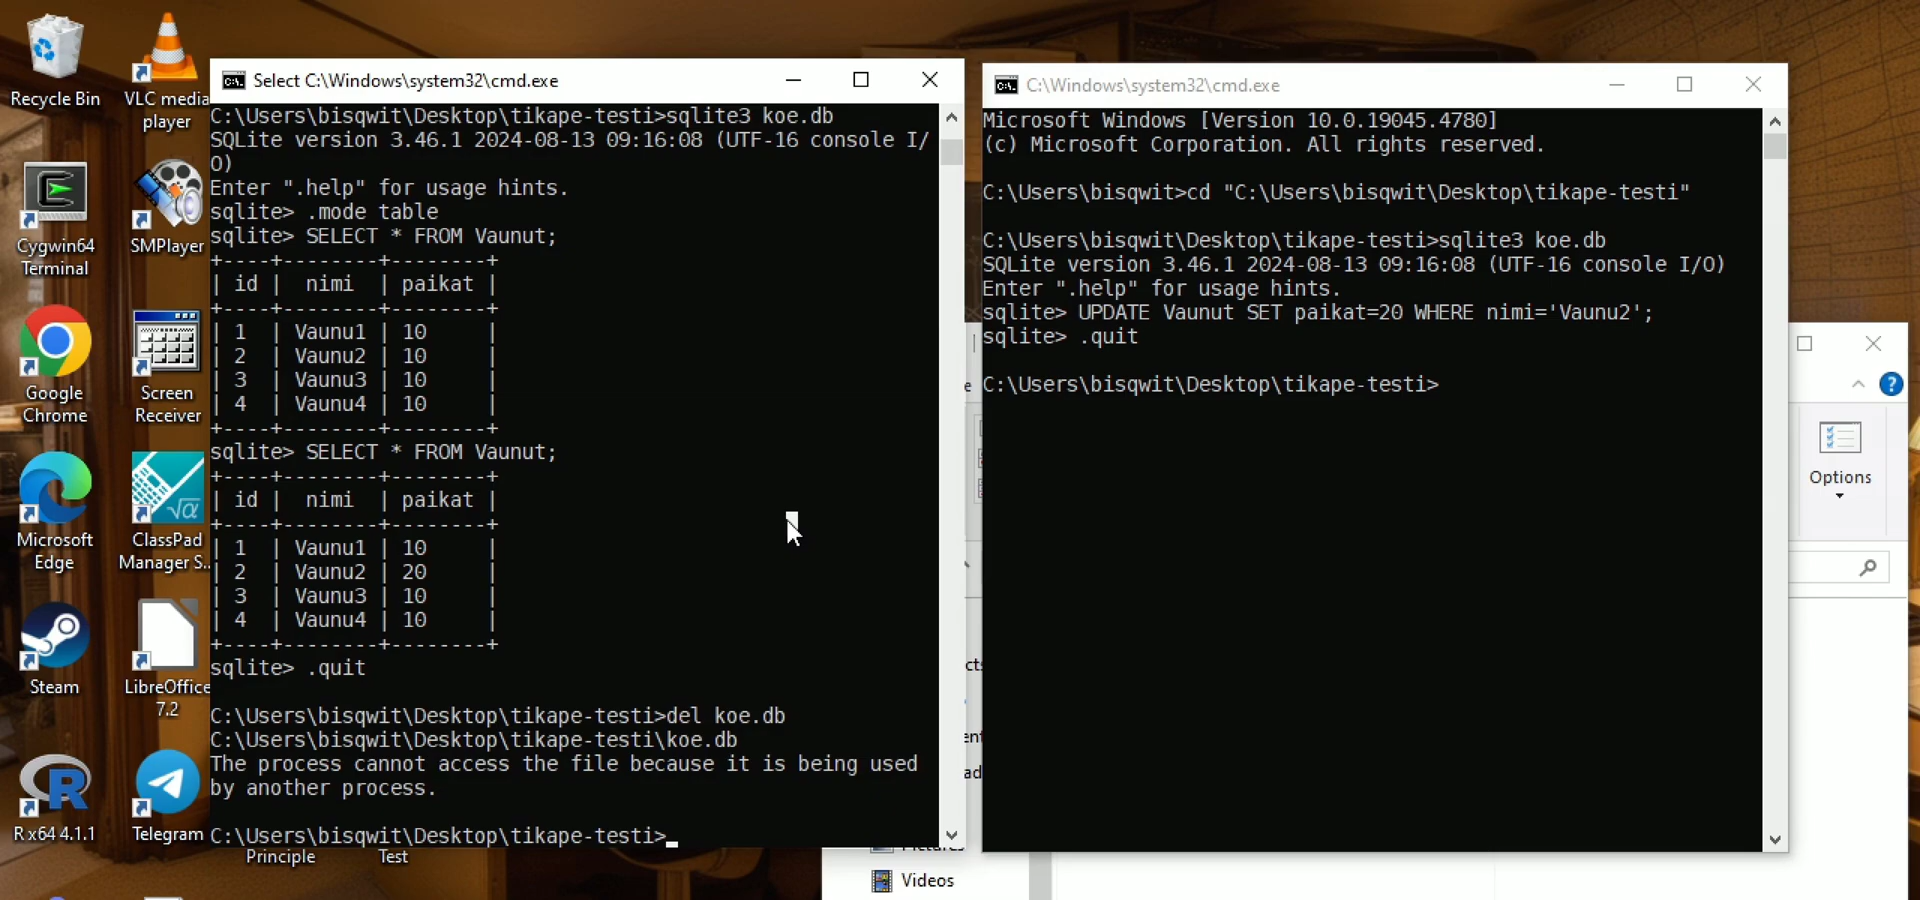 Recycle Bin
VLC media
player
Cygwin64
Terminal
SMPlayer
Google
Chrome
Screen
Receiver
Microsoft
Edge
ClassPad
Manager S...
Steam
LibreOffice
7.2
R x64 4.1.1
Telegram
Principle
Test
Select C:\Windows\system32\cmd.exe
C:\Users\bisqwit\Desktop\tikape-testi>sqlite3 koe.db
SQLite version 3.46.1 2024-08-13 09:16:08 (UTF-16 console I/
O)
Enter ".help" for usage hints.
sqlite> .mode table
sqlite> SELECT * FROM Vaunut;
+----+--------+--------+
| id |  nimi  | paikat |
+----+--------+--------+
| 1  | Vaunu1 | 10     |
| 2  | Vaunu2 | 10     |
| 3  | Vaunu3 | 10     |
| 4  | Vaunu4 | 10     |
+----+--------+--------+
sqlite> SELECT * FROM Vaunut;
+----+--------+--------+
| id |  nimi  | paikat |
+----+--------+--------+
| 1  | Vaunu1 | 10     |
| 2  | Vaunu2 | 20     |
| 3  | Vaunu3 | 10     |
| 4  | Vaunu4 | 10     |
+----+--------+--------+
sqlite> .quit
C:\Users\bisqwit\Desktop\tikape-testi>del koe.db
C:\Users\bisqwit\Desktop\tikape-testi\koe.db
The process cannot access the file because it is being used
by another process.
C:\Users\bisqwit\Desktop\tikape-testi>
C:\Windows\system32\cmd.exe
Microsoft Windows [Version 10.0.19045.4780]
(c) Microsoft Corporation. All rights reserved.
C:\Users\bisqwit>cd "C:\Users\bisqwit\Desktop\tikape-testi"
C:\Users\bisqwit\Desktop\tikape-testi>sqlite3 koe.db
SQLite version 3.46.1 2024-08-13 09:16:08 (UTF-16 console I/O)
Enter ".help" for usage hints.
sqlite> UPDATE Vaunut SET paikat=20 WHERE nimi='Vaunu2';
sqlite> .quit
C:\Users\bisqwit\Desktop\tikape-testi>
Options
Pictures
Videos